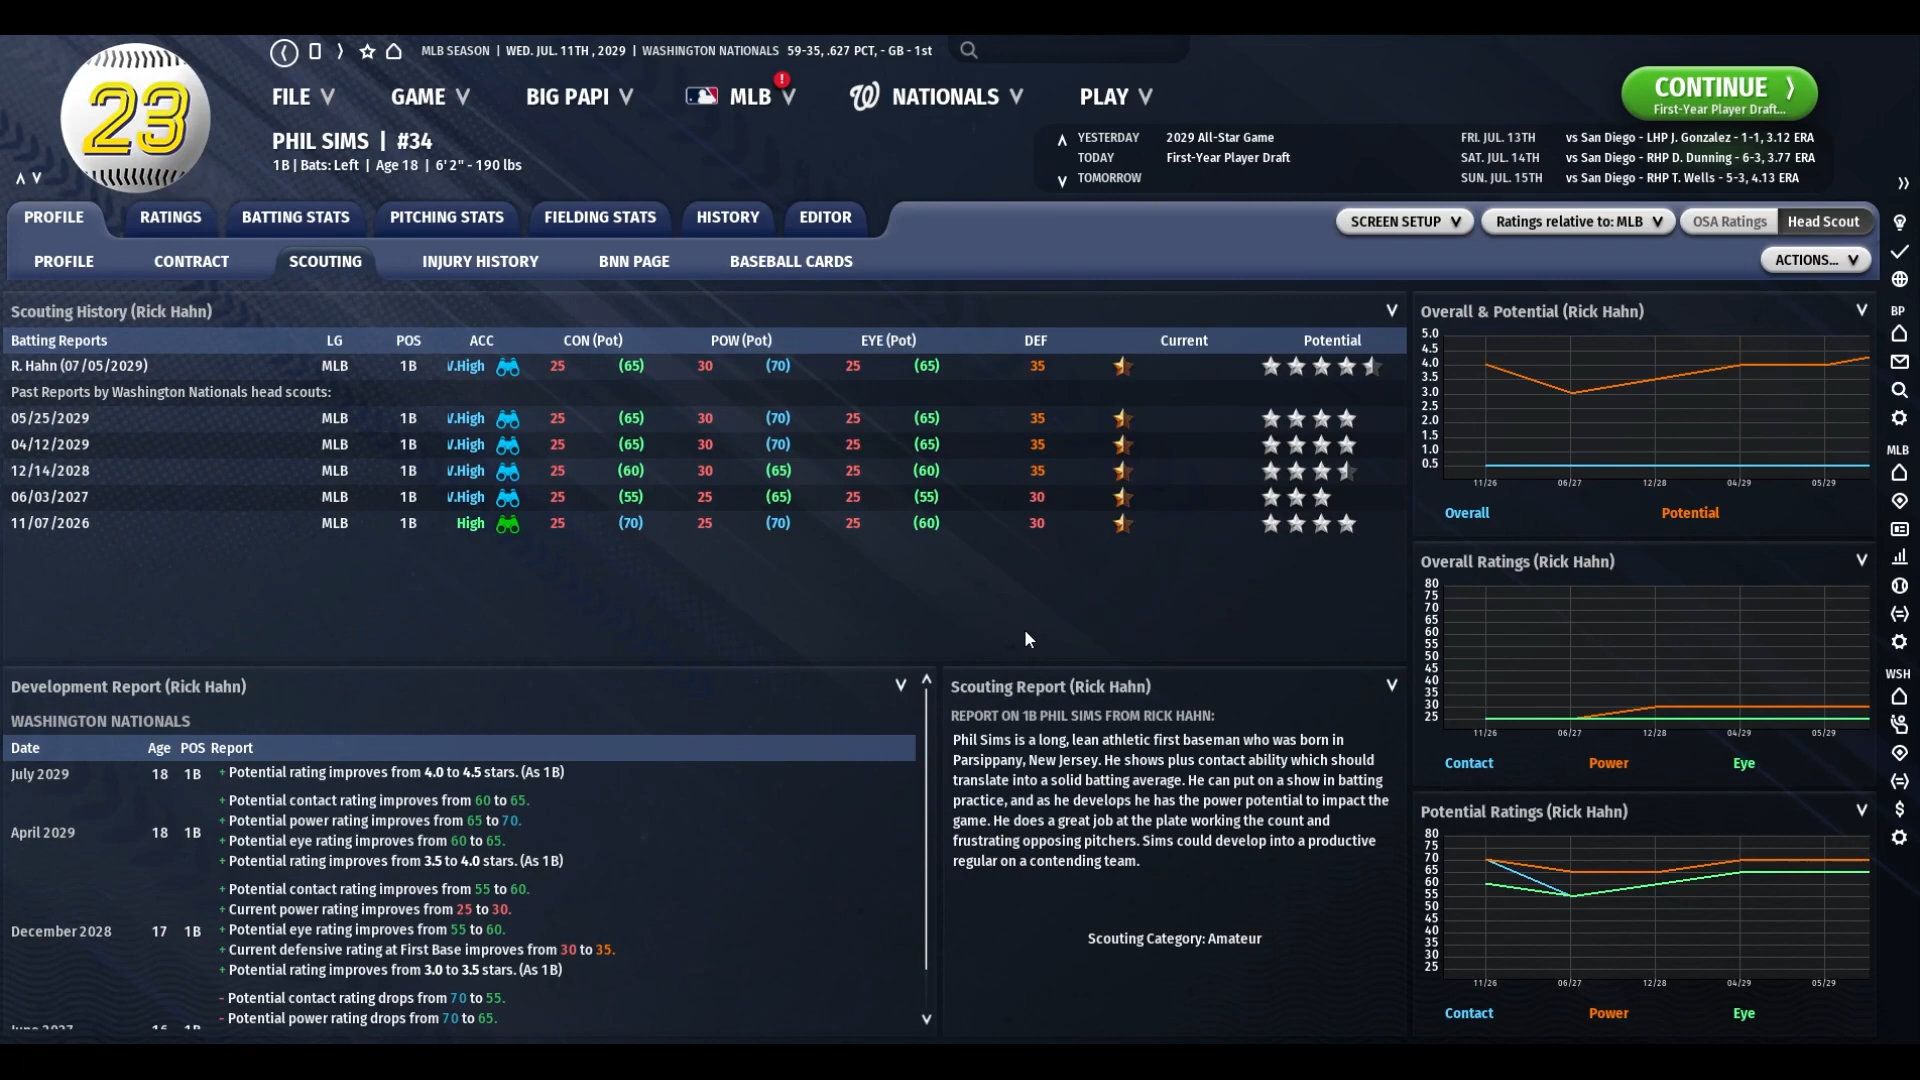 MLB SEASON | WED. JUL. 11TH , 2029 | WASHINGTON NATIONALS 59-35, .627 PCT, - GB - 1st
23
FILE GAME BIG PAPI MLB ! NATIONALS PLAY
CONTINUE
First-Year Player Draft...
PHIL SIMS | #34
1B | Bats: Left | Age 18 | 6' 2" - 190 lbs
YESTERDAY 2029 All-Star Game FRI. JUL. 13TH vs San Diego - LHP J. Gonzalez - 1-1, 3.12 ERA
TODAY First-Year Player Draft SAT. JUL. 14TH vs San Diego - RHP D. Dunning - 6-3, 3.77 ERA
TOMORROW SUN. JUL. 15TH vs San Diego - RHP T. Wells - 5-3, 4.13 ERA
PROFILE RATINGS BATTING STATS PITCHING STATS FIELDING STATS HISTORY EDITOR SCREEN SETUP Ratings relative to: MLB OSA Ratings Head Scout
PROFILE CONTRACT SCOUTING INJURY HISTORY BNN PAGE BASEBALL CARDS ACTIONS...
Scouting History (Rick Hahn)
Batting Reports LG POS ACC CON (Pot) POW (Pot) EYE (Pot) DEF Current Potential
R. Hahn (07/05/2029) MLB 1B V.High 25 (65) 30 (70) 25 (65) 35
Past Reports by Washington Nationals head scouts:
05/25/2029 MLB 1B V.High 25 (65) 30 (70) 25 (65) 35
04/12/2029 MLB 1B V.High 25 (65) 30 (70) 25 (65) 35
12/14/2028 MLB 1B V.High 25 (60) 30 (65) 25 (60) 35
06/03/2027 MLB 1B V.High 25 (55) 25 (65) 25 (55) 30
11/07/2026 MLB 1B High 25 (70) 25 (70) 25 (60) 30
Development Report (Rick Hahn)
WASHINGTON NATIONALS
Date Age POS Report
July 2029 18 1B + Potential rating improves from 4.0 to 4.5 stars. (As 1B)
+ Potential contact rating improves from 60 to 65.
+ Potential power rating improves from 65 to 70.
April 2029 18 1B
+ Potential eye rating improves from 60 to 65.
+ Potential rating improves from 3.5 to 4.0 stars. (As 1B)
+ Potential contact rating improves from 55 to 60.
+ Current power rating improves from 25 to 30.
December 2028 17 1B + Potential eye rating improves from 55 to 60.
+ Current defensive rating at First Base improves from 30 to 35.
+ Potential rating improves from 3.0 to 3.5 stars. (As 1B)
- Potential contact rating drops from 70 to 55.
- Potential power rating drops from 70 to 65.
Scouting Report (Rick Hahn)
REPORT ON 1B PHIL SIMS FROM RICK HAHN:
Phil Sims is a long, lean athletic first baseman who was born in
Parsippany, New Jersey. He shows plus contact ability which should
translate into a solid batting average. He can put on a show in batting
practice, and as he develops he has the power potential to impact the
game. He does a great job at the plate working the count and
frustrating opposing pitchers. Sims could develop into a productive
regular on a contending team.
Scouting Category: Amateur
Overall & Potential (Rick Hahn)
5.0
4.5
4.0
3.5
3.0
2.5
2.0
1.5
1.0
0.5
11/26 06/27 12/28 04/29 05/29
Overall Potential
Overall Ratings (Rick Hahn)
80
75
70
65
60
55
50
45
40
35
30
25
11/26 06/27 12/28 04/29 05/29
Contact Power Eye
Potential Ratings (Rick Hahn)
80
75
70
65
60
55
50
45
40
35
30
25
11/26 06/27 12/28 04/29 05/29
Contact Power Eye
BP
MLB
WSH